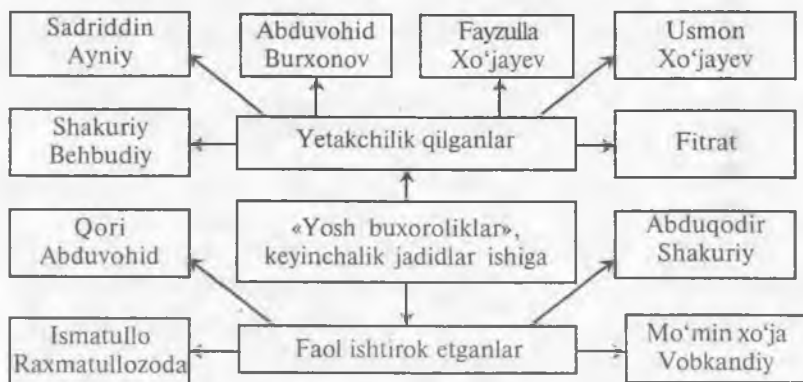 Sadriddin
Ayniy
Abduvohid
Burxonov
Fayzulla
Xo‘jayev
Usmon
Xo‘jayev
Shakuriy
Behbudiy
Yetakchilik qilganlar
Fitrat
Qori
Abduvohid
«Yosh buxoroliklar»,
keyinchalik jadidlar ishiga
Abduqodir
Shakuriy
Ismatullo
Raxmatullozoda
Faol ishtirok etganlar
Mo‘min xo‘ja
Vobkandiy